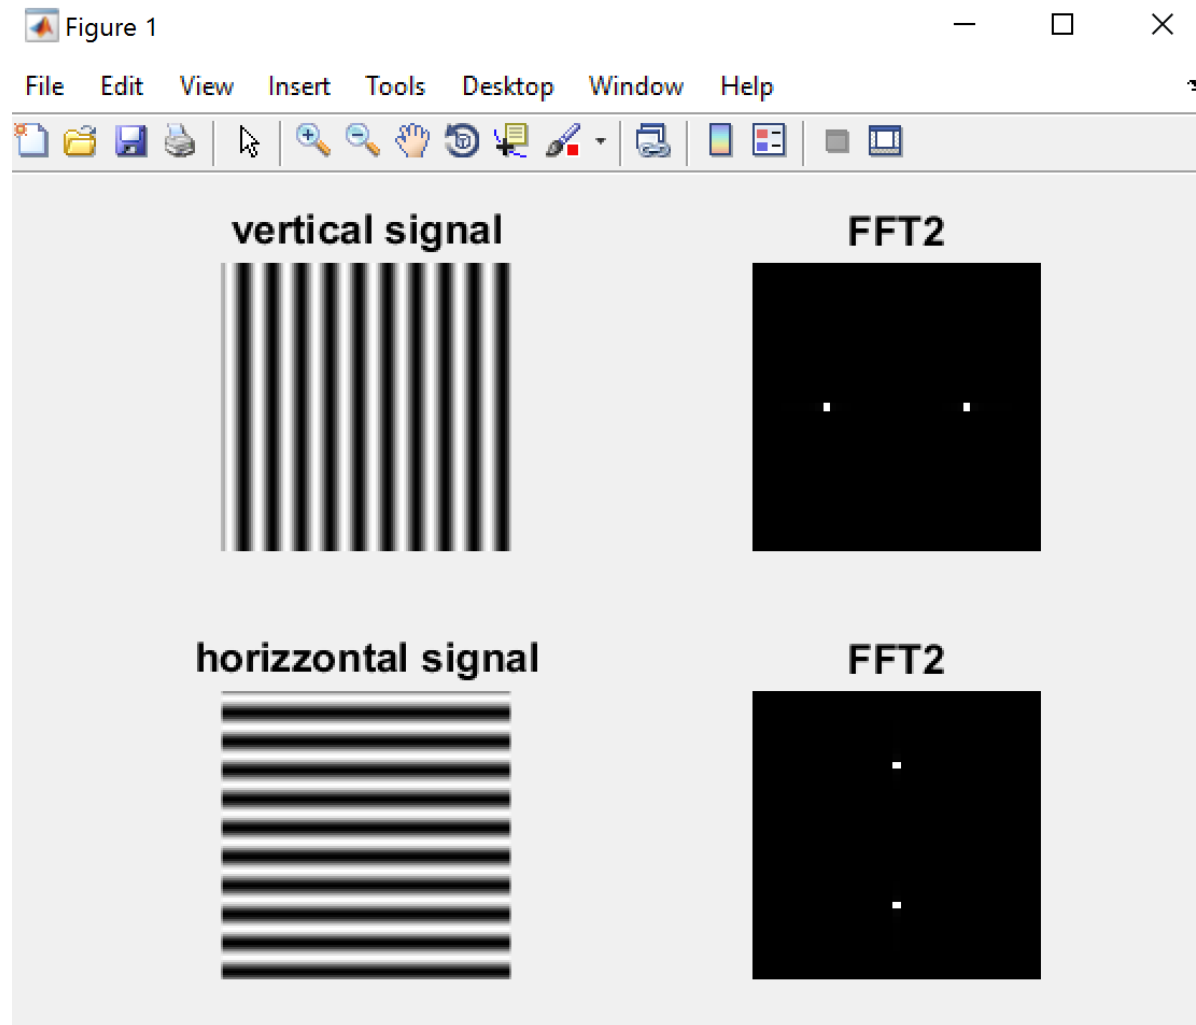 Figure 1
File Edit View Insert Tools Desktop Window Help
vertical signal
FFT2
horizzontal signal
FFT2